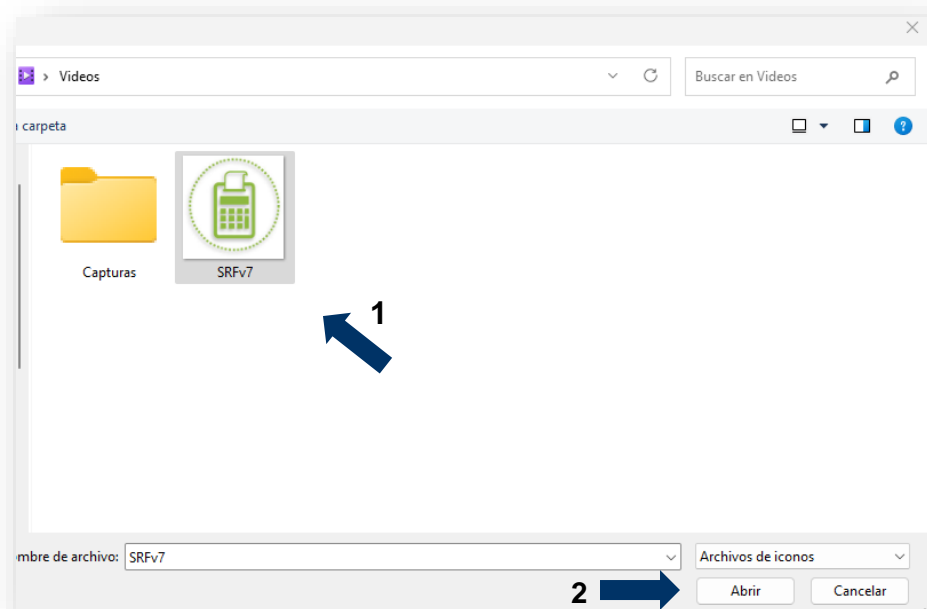 Videos
Buscar en Videos
carpeta
Capturas
SRFv7
1
mbre de archivo: SRFv7
Archivos de iconos
2
Abrir
Cancelar